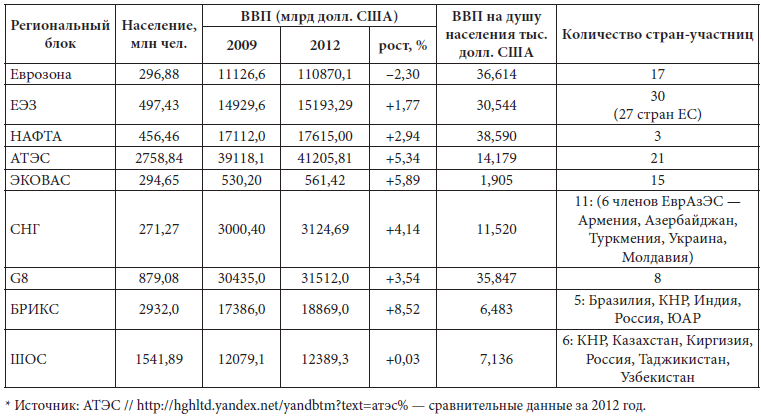 Региональный блок | Население, млн чел. | ВВП (млрд долл. США) | ВВП на душу населения тыс. долл. США | Количество стран-участниц
2009 | 2012 | рост, %
Еврозона | 296,88 | 11126,6 | 110870,1 | –2,30 | 36,614 | 17
ЕЭЗ | 497,43 | 14929,6 | 15193,29 | +1,77 | 30,544 | 30 (27 стран ЕС)
НАФТА | 456,46 | 17112,0 | 17615,00 | +2,94 | 38,590 | 3
АТЭС | 2758,84 | 39118,1 | 41205,81 | +5,34 | 14,179 | 21
ЭКОВАС | 294,65 | 530,20 | 561,42 | +5,89 | 1,905 | 15
СНГ | 271,27 | 3000,40 | 3124,69 | +4,14 | 11,520 | 11: (6 членов ЕврАзЭС — Армения, Азербайджан, Туркмения, Украина, Молдавия)
G8 | 879,08 | 30435,0 | 31512,0 | +3,54 | 35,847 | 8
БРИКС | 2932,0 | 17386,0 | 18869,0 | +8,52 | 6,483 | 5: Бразилия, КНР, Индия, Россия, ЮАР
ШОС | 1541,89 | 12079,1 | 12389,3 | +0,03 | 7,136 | 6: КНР, Казахстан, Киргизия, Россия, Таджикистан, Узбекистан
* Источник: АТЭС // http://hghltd.yandex.net/yandbtm?text=атэс% — сравнительные данные за 2012 год.